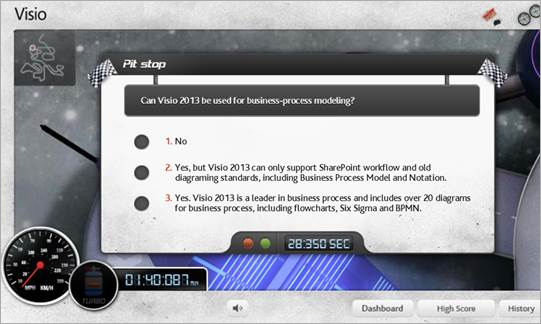 Visio
Pit stop
Can Visio 2013 be used for business-process modeling?
1. No
2. Yes, but Visio 2013 can only support SharePoint workflow and old
diagraming standards, including Business Process Model and Notation.
3. Yes. Visio 2013 is a leader in business process and includes over 20 diagrams
for business process, including flowcharts, Six Sigma and BPMN.
28:350 SEC
MPH KM/H
TURBO
01:40:087
Dashboard
High Score
History